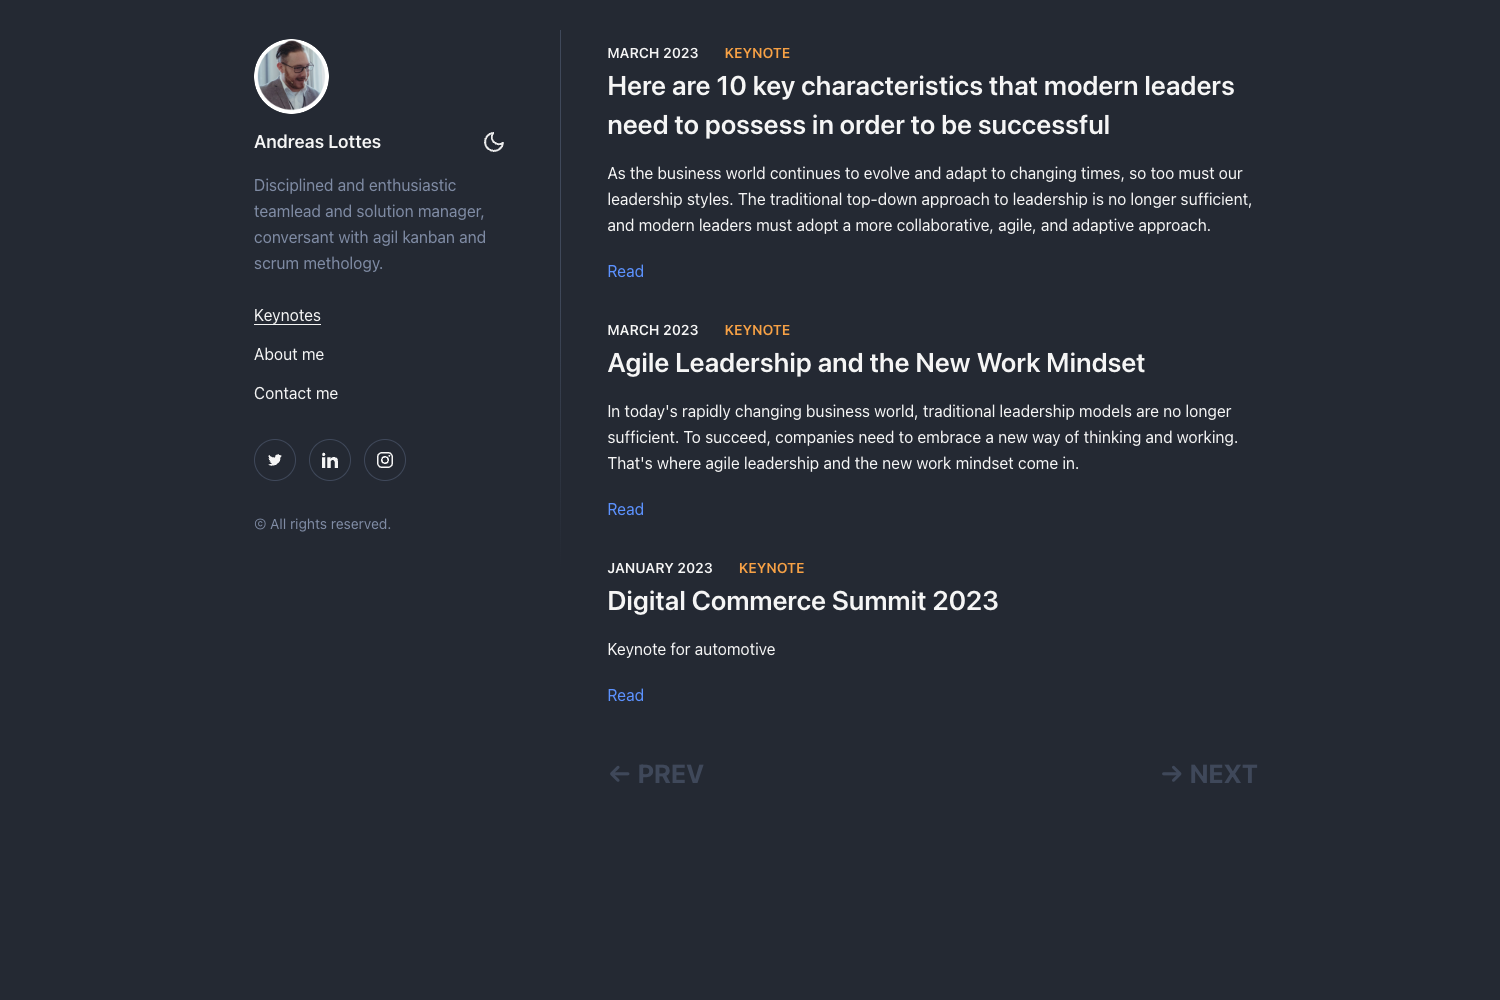 Andreas Lottes
Disciplined and enthusiastic
teamlead and solution manager,
conversant with agil kanban and
scrum methology.
Keynotes
About me
Contact me
in
© All rights reserved.
MARCH 2023 KEYNOTE
Here are 10 key characteristics that modern leaders
need to possess in order to be successful
As the business world continues to evolve and adapt to changing times, so too must our
leadership styles. The traditional top-down approach to leadership is no longer sufficient,
and modern leaders must adopt a more collaborative, agile, and adaptive approach.
Read
MARCH 2023 KEYNOTE
Agile Leadership and the New Work Mindset
In today's rapidly changing business world, traditional leadership models are no longer
sufficient. To succeed, companies need to embrace a new way of thinking and working.
That's where agile leadership and the new work mindset come in.
Read
JANUARY 2023 KEYNOTE
Digital Commerce Summit 2023
Keynote for automotive
Read
← PREV
→ NEXT